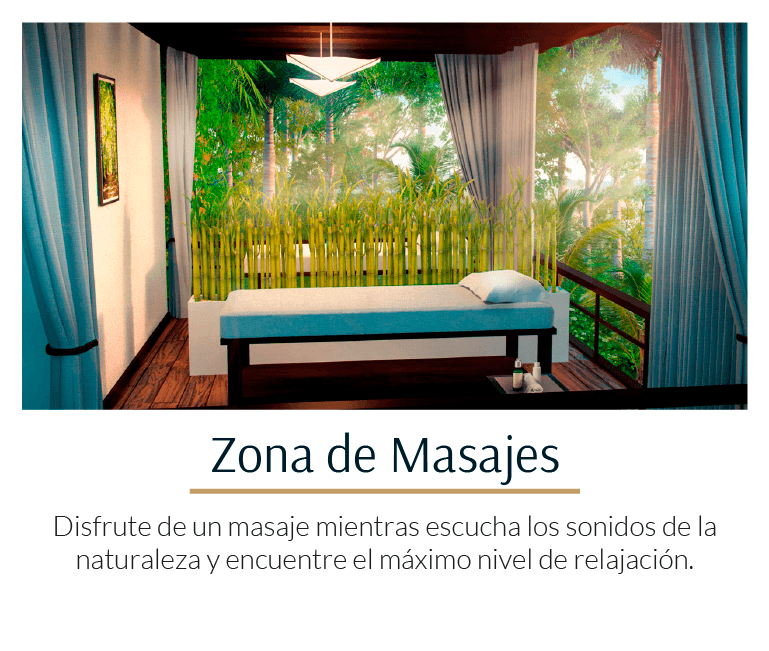 Zona de Masajes
Disfrute de un masaje mientras escucha los sonidos de la
naturaleza y encuentre el máximo nivel de relajación.